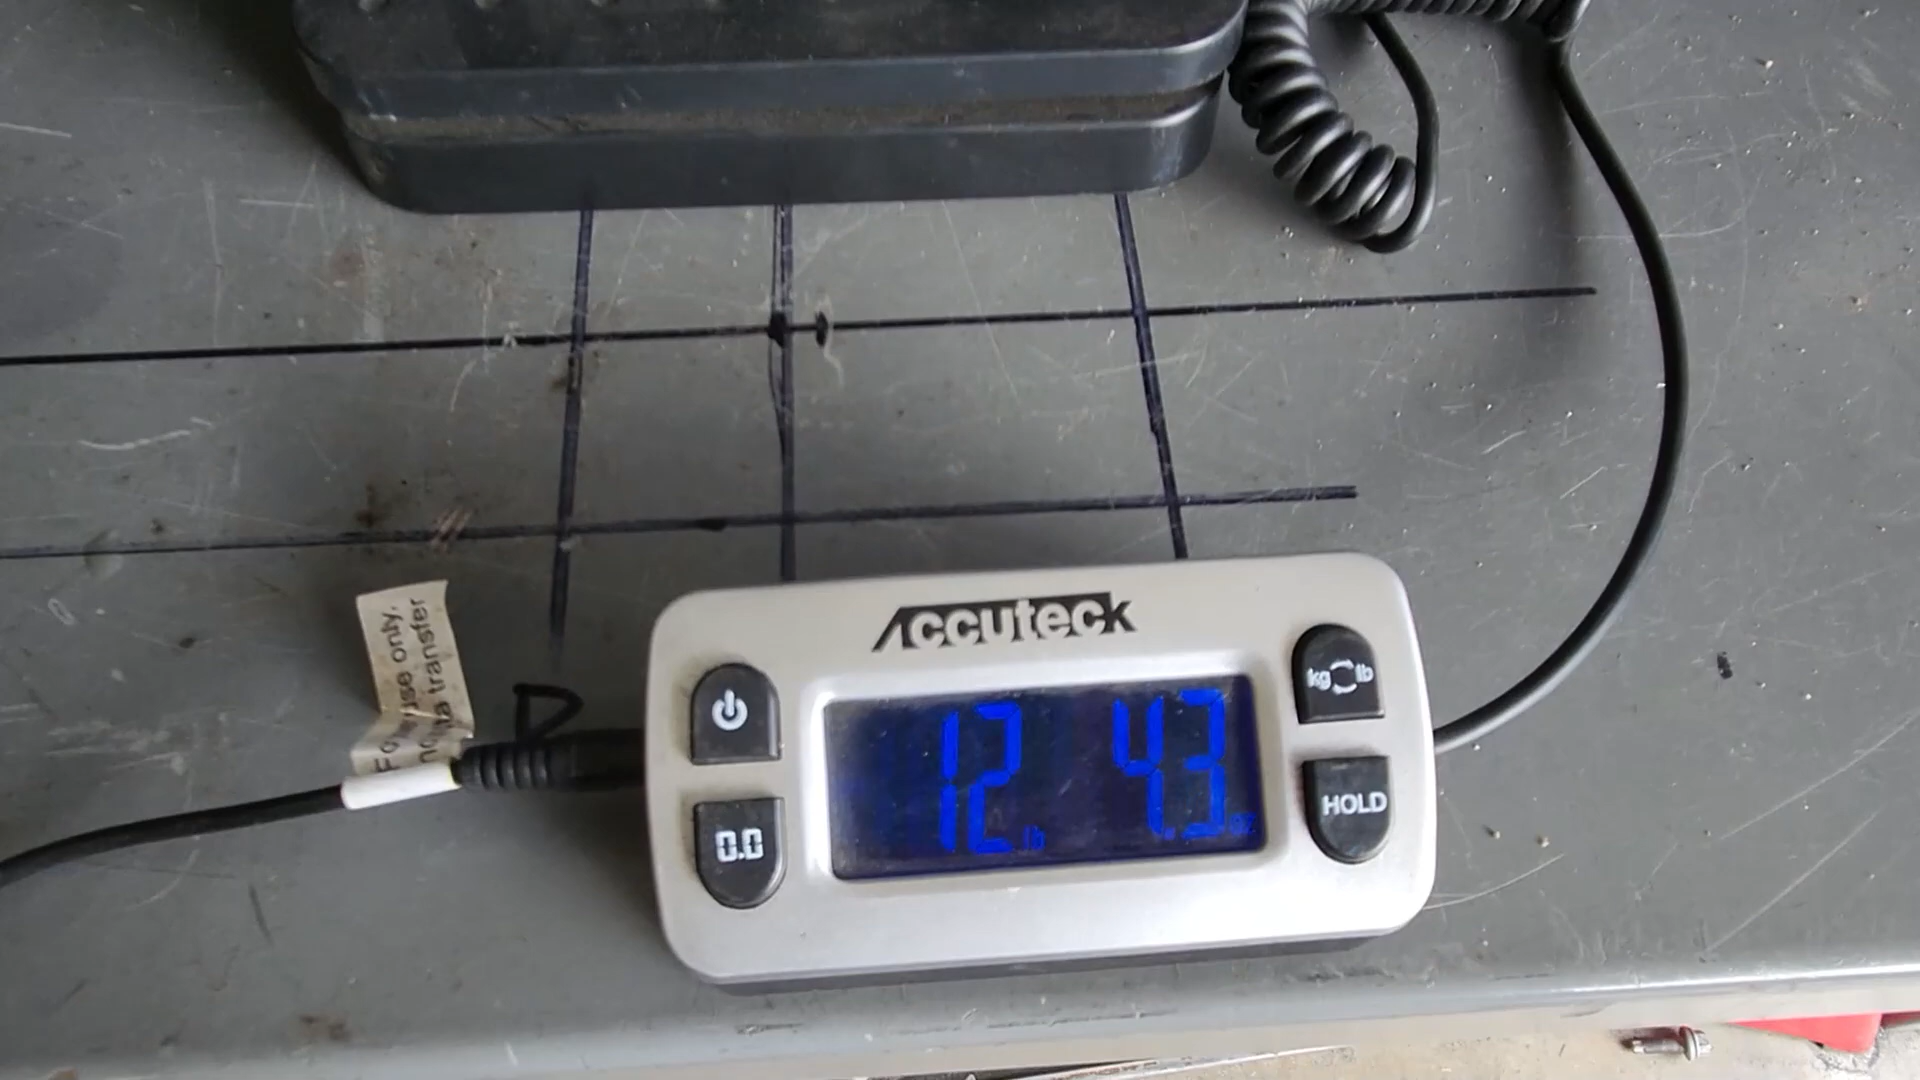 Accuteck
kg lb
12 lb 4.3 oz
HOLD
0.0
use only,
transfer
D